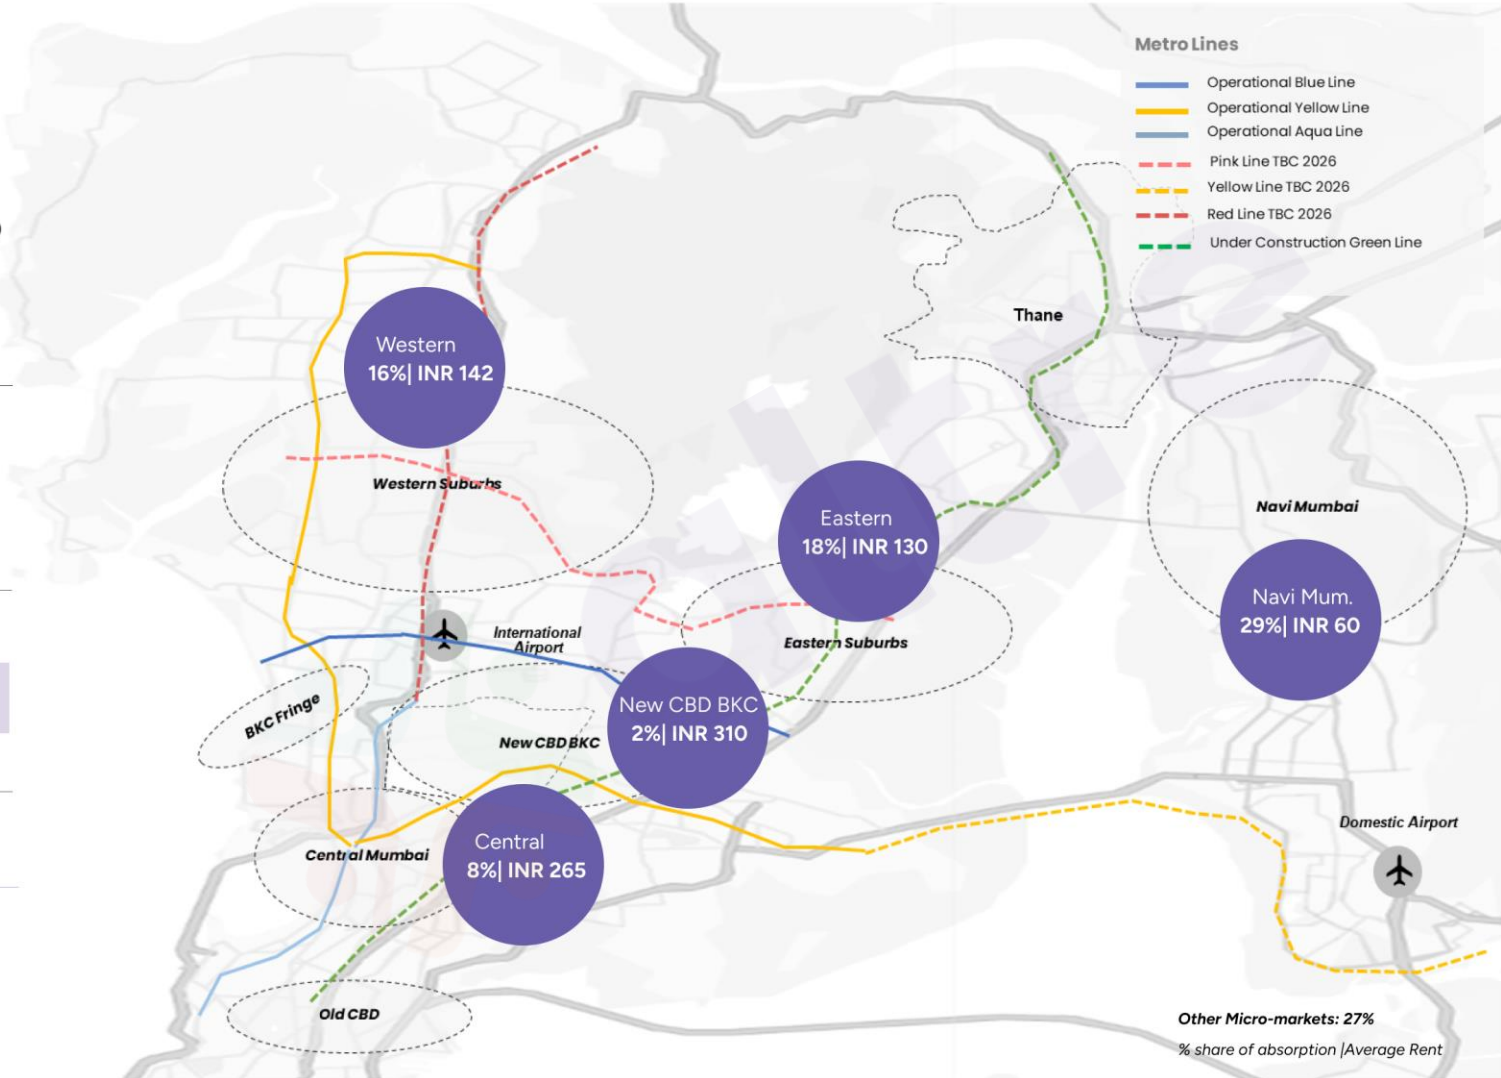 Metro Lines
Operational Blue Line
Operational Yellow Line
Operational Aqua Line
Pink Line TBC 2026
Yellow Line TBC 2026
Red Line TBC 2026
Under Construction Green Line
Thane
Western
16%| INR 142
Western Suburbs
Eastern
18%| INR 130
Navi Mumbai
Navi Mum.
29%| INR 60
International
Airport
Eastern Suburbs
BKC Fringe
New CBD BKC
2%| INR 310
New CBD BKC
Central
8%| INR 265
Central Mumbai
Domestic Airport
Old CBD
Other Micro-markets: 27%
% share of absorption |Average Rent